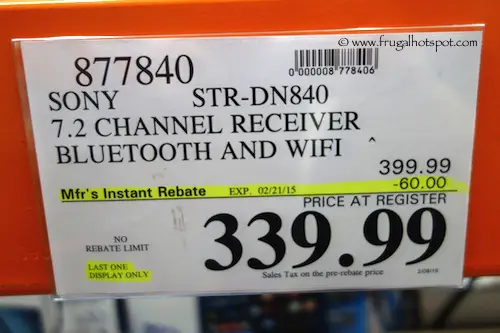 © www.frugalhotspot.com
877840
0 000008 778406
SONY STR-DN840
7.2 CHANNEL RECEIVER
BLUETOOTH AND WIFI ^
399.99
Mfr's Instant Rebate EXP. 02/21/15 -60.00
PRICE AT REGISTER
339.99
NO
REBATE LIMIT
LAST ONE
DISPLAY ONLY
Sales Tax on the pre-rebate price